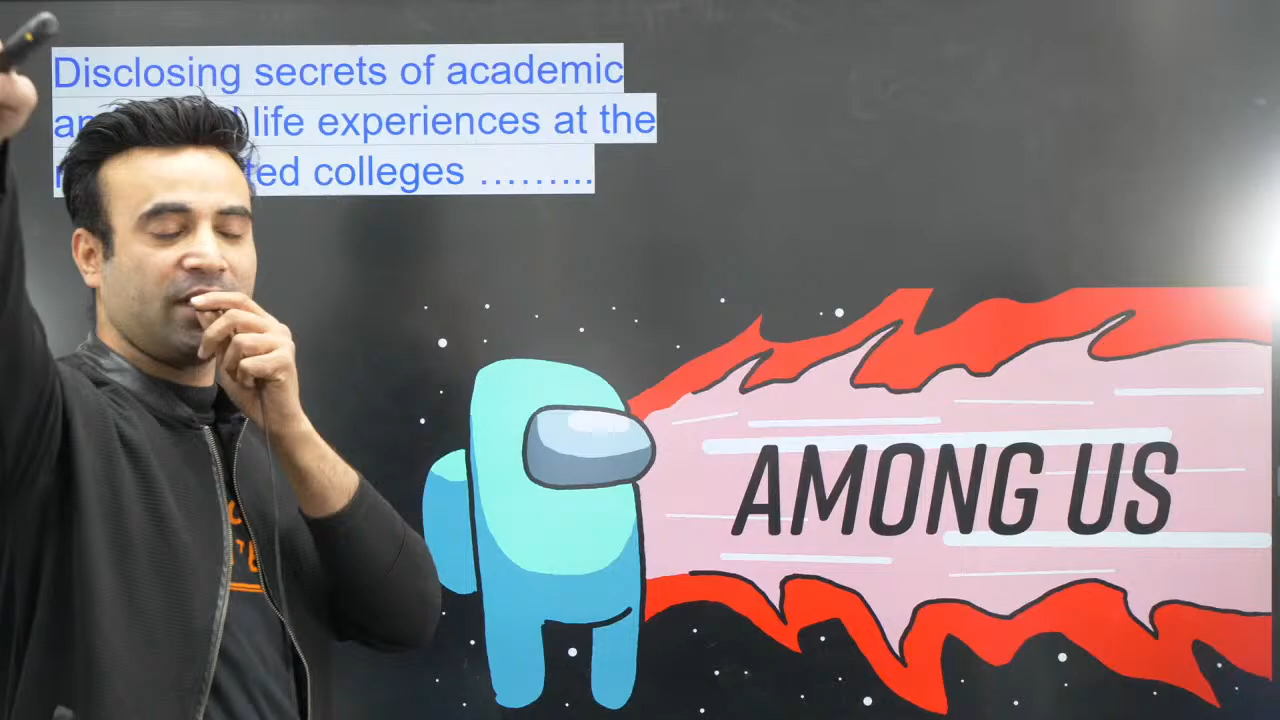 Disclosing secrets of academic
life experiences at the
colleges ............
AMONG US